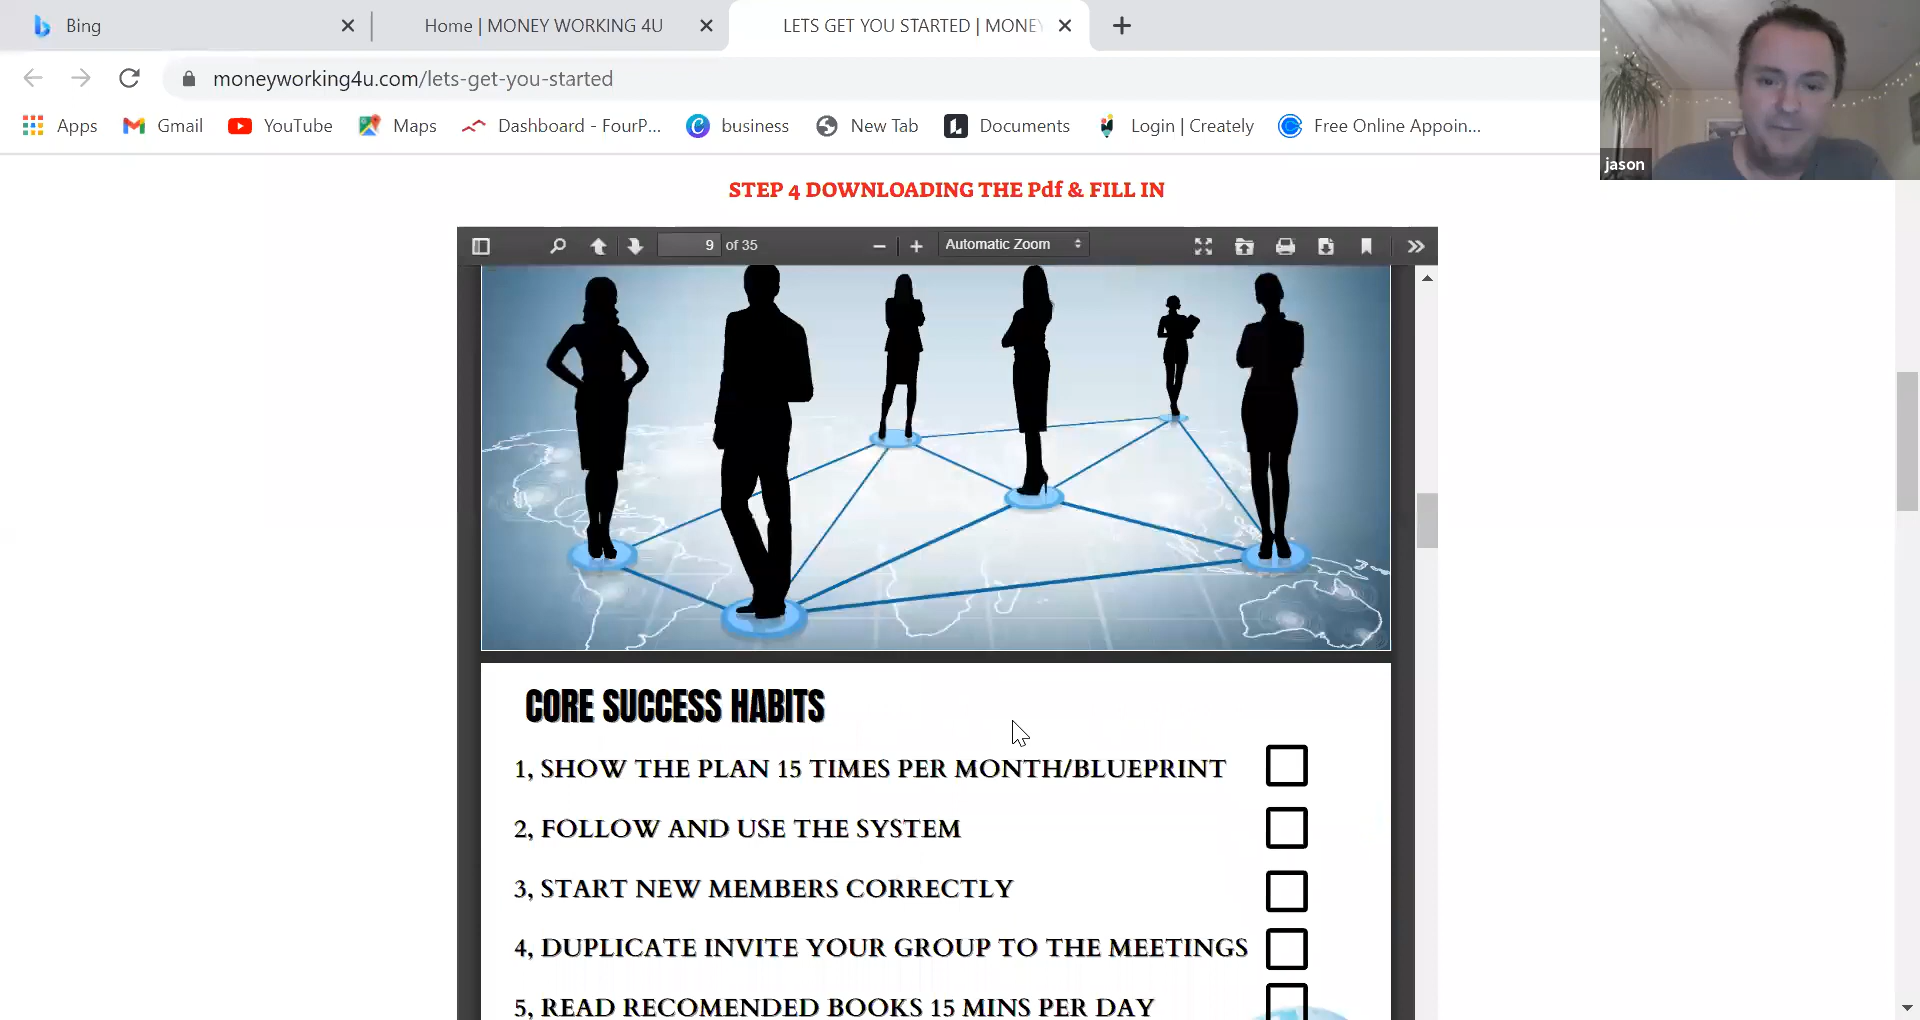 Bing
Home | MONEY WORKING 4U
LETS GET YOU STARTED | MONEY
moneyworking4u.com/lets-get-you-started
Apps
Gmail
YouTube
Maps
Dashboard - FourP...
business
New Tab
Documents
Login | Creately
Free Online Appoin...
jason
STEP 4 DOWNLOADING THE Pdf & FILL IN
9 of 35
Automatic Zoom
CORE SUCCESS HABITS
1, SHOW THE PLAN 15 TIMES PER MONTH/BLUEPRINT
2, FOLLOW AND USE THE SYSTEM
3, START NEW MEMBERS CORRECTLY
4, DUPLICATE INVITE YOUR GROUP TO THE MEETINGS
5, READ RECOMENDED BOOKS 15 MINS PER DAY